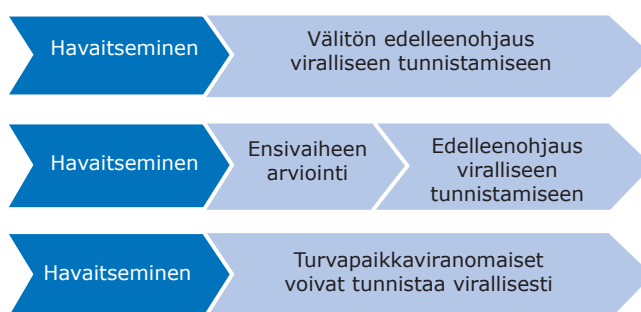 Havaitseminen
Välitön edelleenohjaus
viralliseen tunnistamiseen
Havaitseminen
Ensivaiheen
arviointi
Edelleenohjaus
viralliseen
tunnistamiseen
Havaitseminen
Turvapaikkaviranomaiset
voivat tunnistaa virallisesti